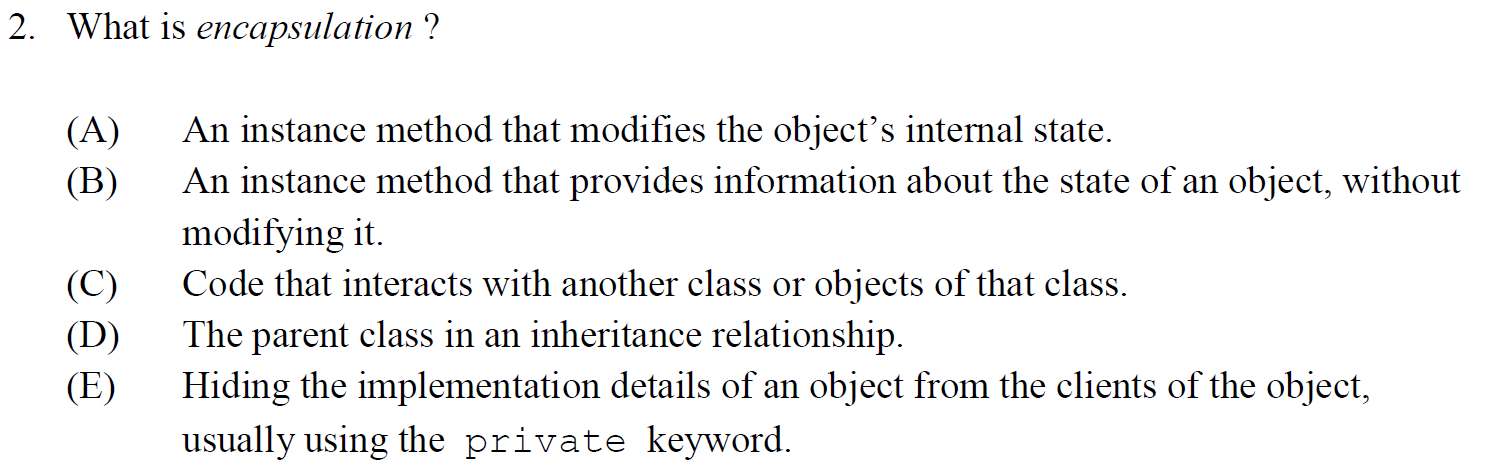 2. What is encapsulation ?
(A) An instance method that modifies the object’s internal state.
(B) An instance method that provides information about the state of an object, without
modifying it.
(C) Code that interacts with another class or objects of that class.
(D) The parent class in an inheritance relationship.
(E) Hiding the implementation details of an object from the clients of the object,
usually using the private keyword.